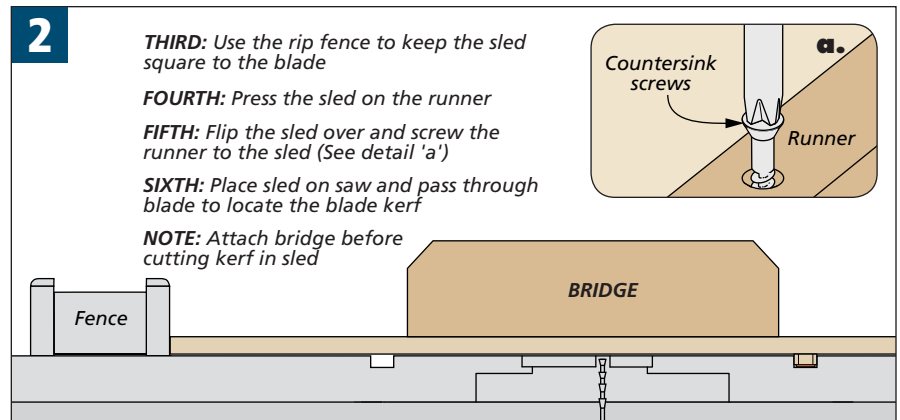 2
THIRD: Use the rip fence to keep the sled
square to the blade
FOURTH: Press the sled on the runner
FIFTH: Flip the sled over and screw the
runner to the sled (See detail 'a')
SIXTH: Place sled on saw and pass through
blade to locate the blade kerf
NOTE: Attach bridge before
cutting kerf in sled
a.
Countersink
screws
Runner
BRIDGE
Fence